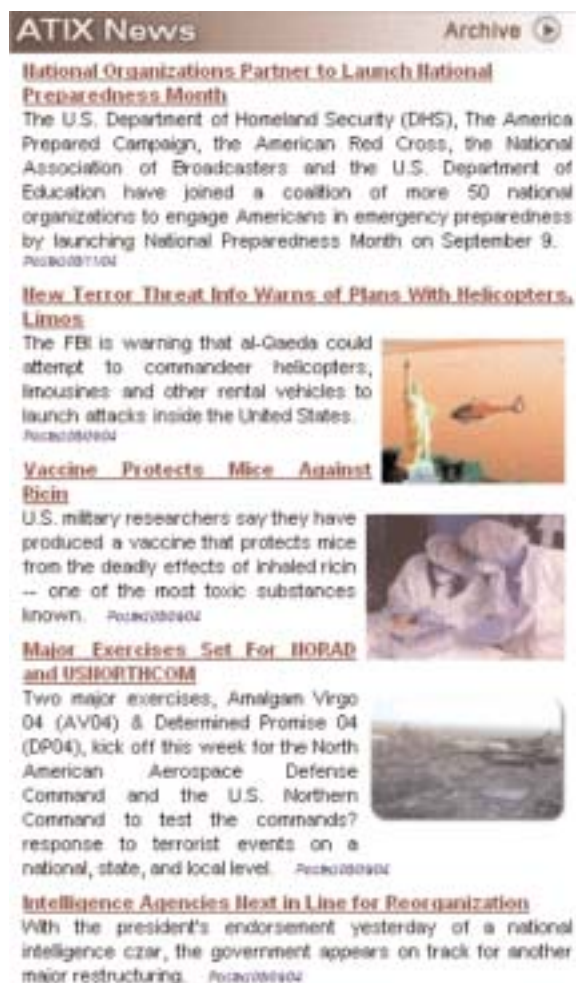 ATIX News Archive
National Organizations Partner to Launch National
Preparedness Month
The U.S. Department of Homeland Security (DHS), The America
Prepared Campaign, the American Red Cross, the National
Association of Broadcasters and the U.S. Department of
Education have joined a coalition of more 50 national
organizations to engage Americans in emergency preparedness
by launching National Preparedness Month on September 9.
New Terror Threat Info Warns of Plans With Helicopters,
Limos
The FBI is warning that al-Qaeda could
attempt to commandeer helicopters,
limousines and other rental vehicles to
launch attacks inside the United States.
Vaccine Protects Mice Against
Ricin
U.S. military researchers say they have
produced a vaccine that protects mice
from the deadly effects of inhaled ricin
-- one of the most toxic substances
known.
Major Exercises Set For NORAD
and USNORTHCOM
Two major exercises, Amalgam Virgo
04 (AV04) & Determined Promise 04
(DP04), kick off this week for the North
American Aerospace Defense
Command and the U.S. Northern
Command to test the commands?
response to terrorist events on a
national, state, and local level.
Intelligence Agencies Next in Line for Reorganization
With the president's endorsement yesterday of a national
intelligence czar, the government appears on track for another
major restructuring.